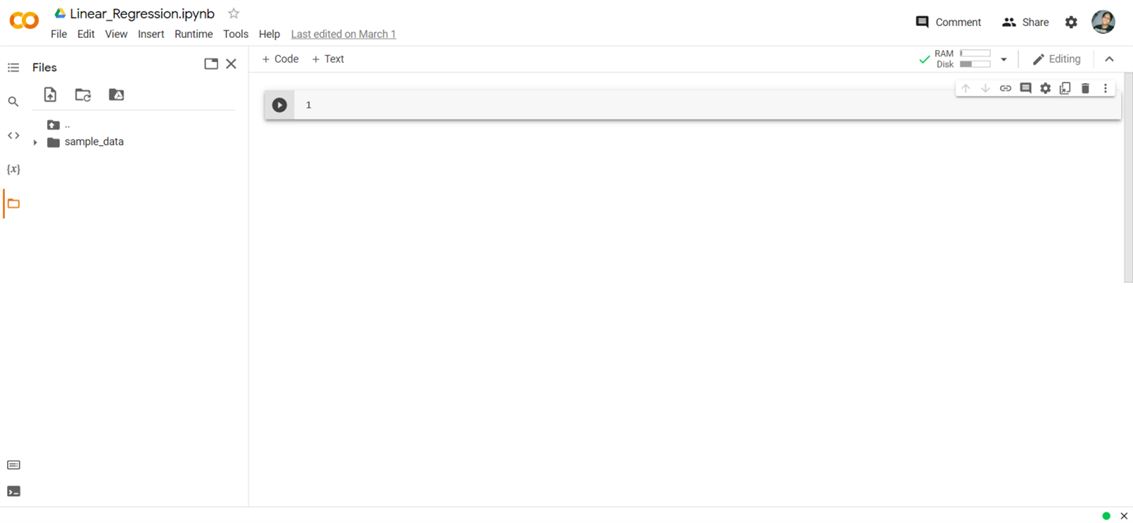 Linear_Regression.ipynb
File Edit View Insert Runtime Tools Help Last edited on March 1
Comment Share
Files
+ Code + Text
RAM
Disk
Editing
{x}
..
sample_data
1